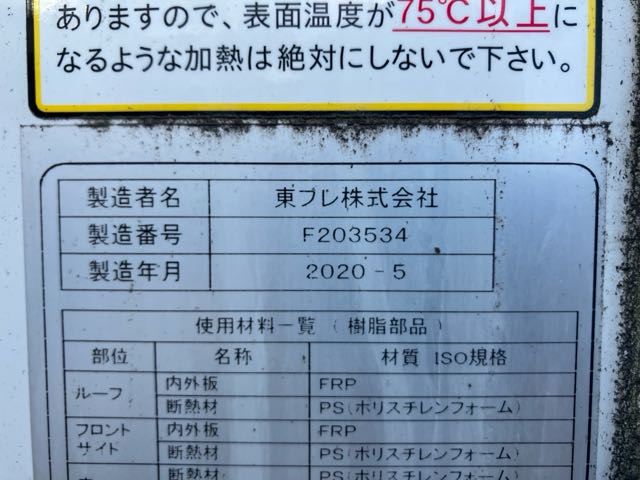 ありますので、表面温度が75℃以上に
なるような加熱は絶対にしないで下さい。
製造者名 東プレ株式会社
製造番号 F203534
製造年月 2020-5
使用材料一覧(樹脂部品)
部位 名称 材質 ISO規格
ルーフ 内外板 FRP
断熱材 PS(ポリスチレンフォーム)
フロントサイド 内外板 FRP
断熱材 PS(ポリスチレンフォーム)
断熱材 PS(ポリスチレンフォーム)